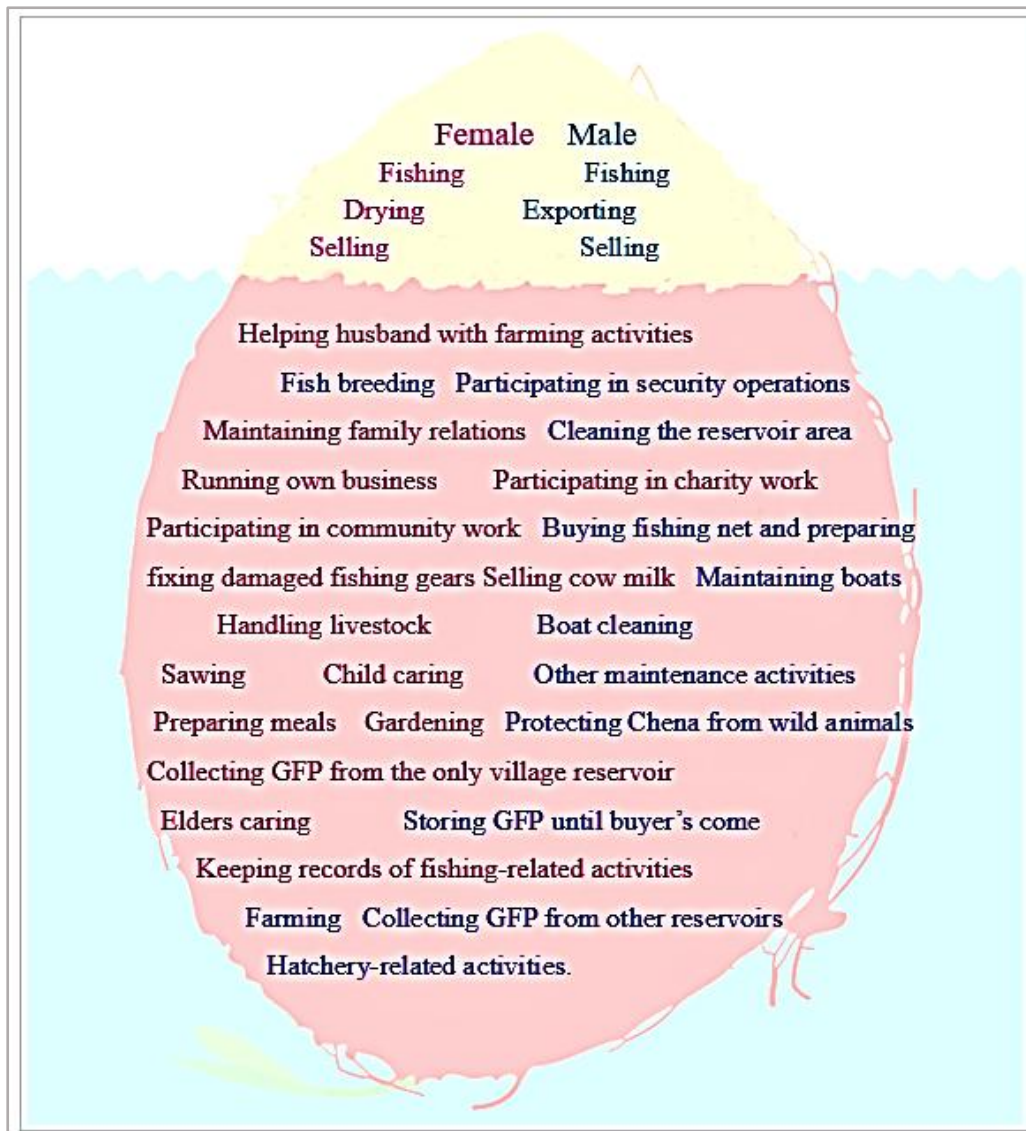 Female Male
Fishing Fishing
Drying Exporting
Selling Selling
Helping husband with farming activities
Fish breeding Participating in security operations
Maintaining family relations Cleaning the reservoir area
Running own business Participating in charity work
Participating in community work Buying fishing net and preparing
fixing damaged fishing gears Selling cow milk Maintaining boats
Handling livestock Boat cleaning
Sawing Child caring Other maintenance activities
Preparing meals Gardening Protecting Chena from wild animals
Collecting GFP from the only village reservoir
Elders caring Storing GFP until buyer's come
Keeping records of fishing-related activities
Farming Collecting GFP from other reservoirs
Hatchery-related activities.